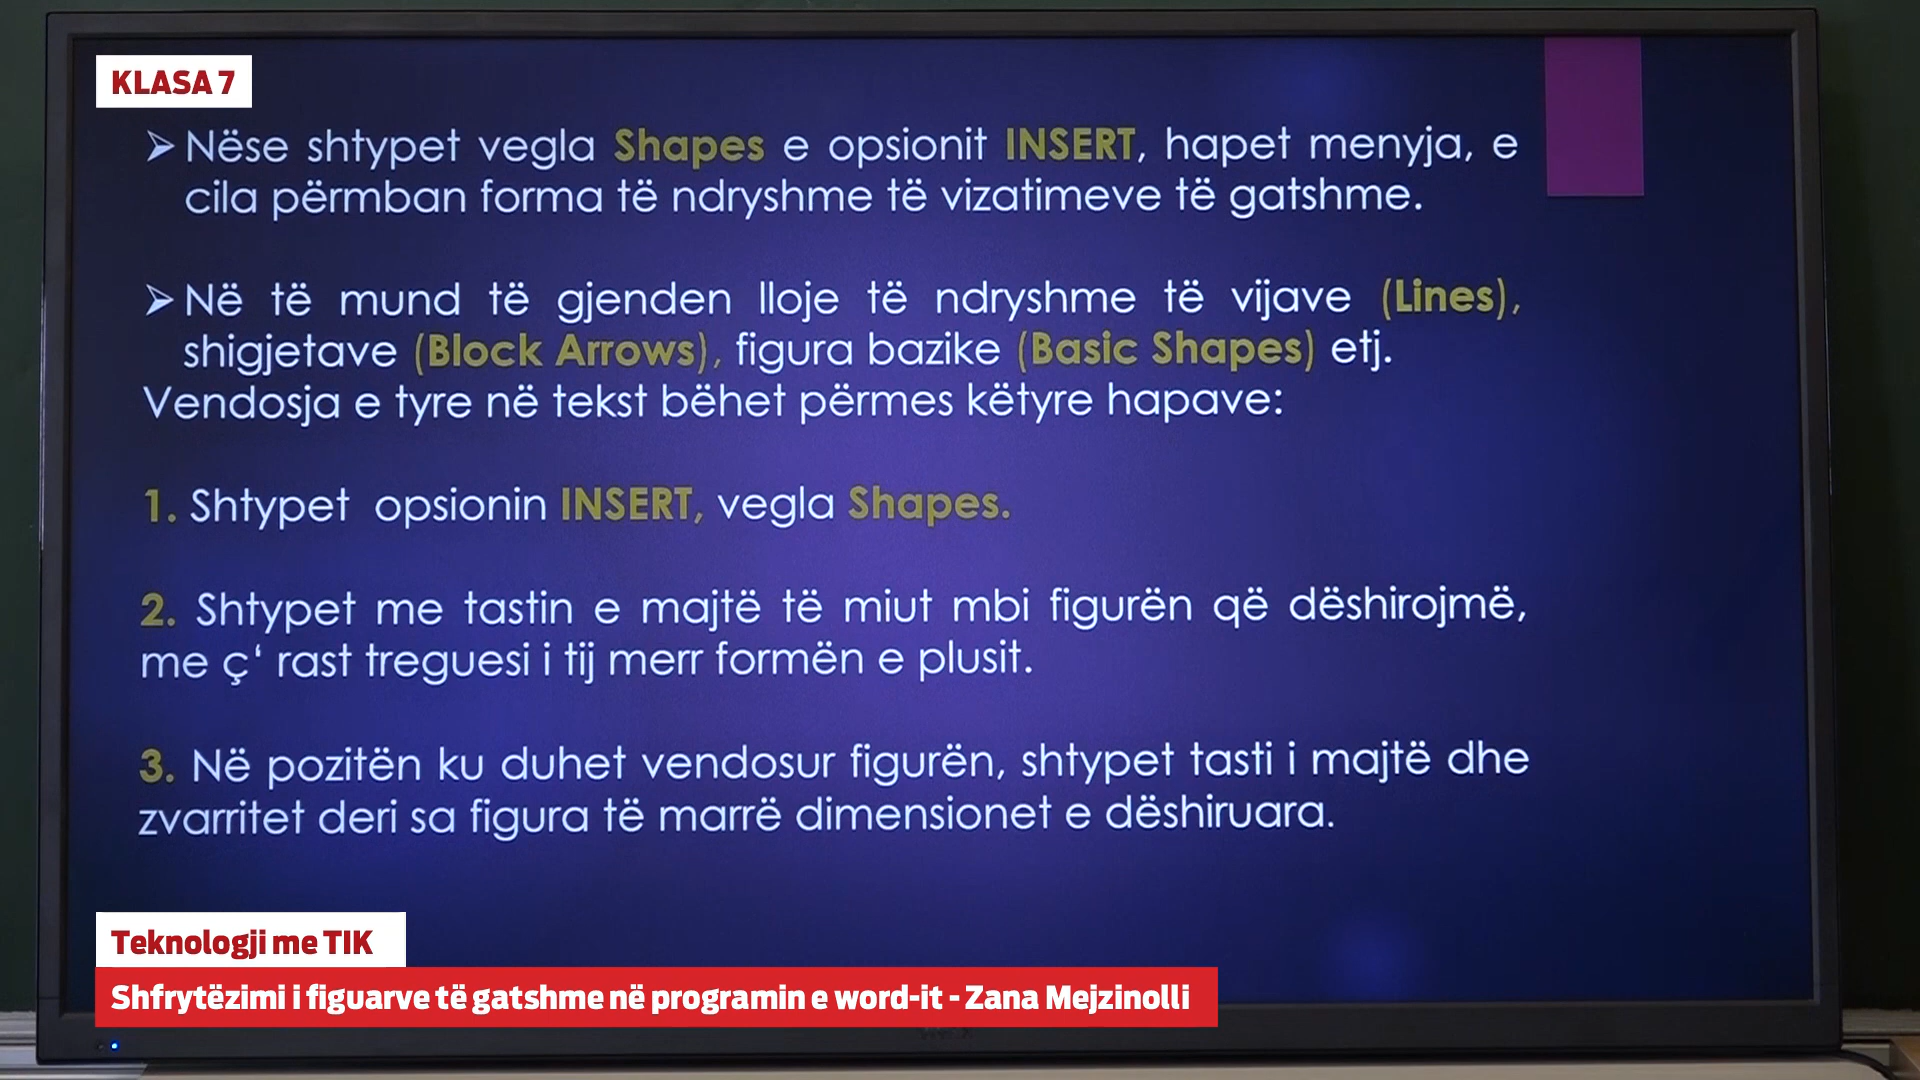 KLASA 7
➢ Nëse shtypet vegla Shapes e opsionit INSERT, hapet menyja, e
cila përmban forma të ndryshme të vizatimeve të gatshme.
➢ Në të mund të gjenden lloje të ndryshme të vijave (Lines),
shigjetave (Block Arrows), figura bazike (Basic Shapes) etj.
Vendosja e tyre në tekst bëhet përmes këtyre hapave:
1. Shtypet opsionin INSERT, vegla Shapes.
2. Shtypet me tastin e majtë të miut mbi figurën që dëshirojmë,
me ç‘ rast treguesi i tij merr formën e plusit.
3. Në pozitën ku duhet vendosur figurën, shtypet tasti i majtë dhe
zvarritet deri sa figura të marrë dimensionet e dëshiruara.
Teknologji me TIK
Shfrytëzimi i figuarve të gatshme në programin e word-it - Zana Mejzinolli